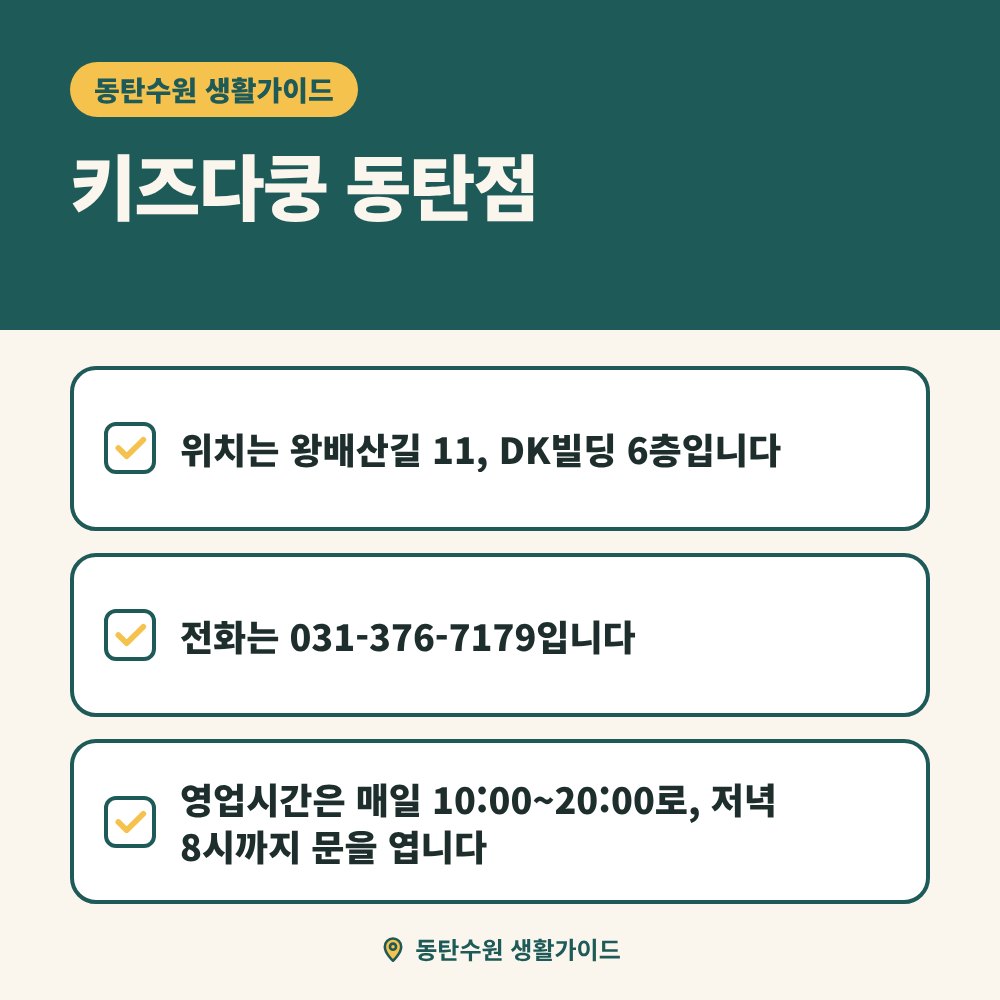 동탄수원 생활가이드
키즈다쿵 동탄점
위치는 왕배산길 11, DK빌딩 6층입니다
전화는 031-376-7179입니다
영업시간은 매일 10:00~20:00로, 저녁
8시까지 문을 엽니다
동탄수원 생활가이드